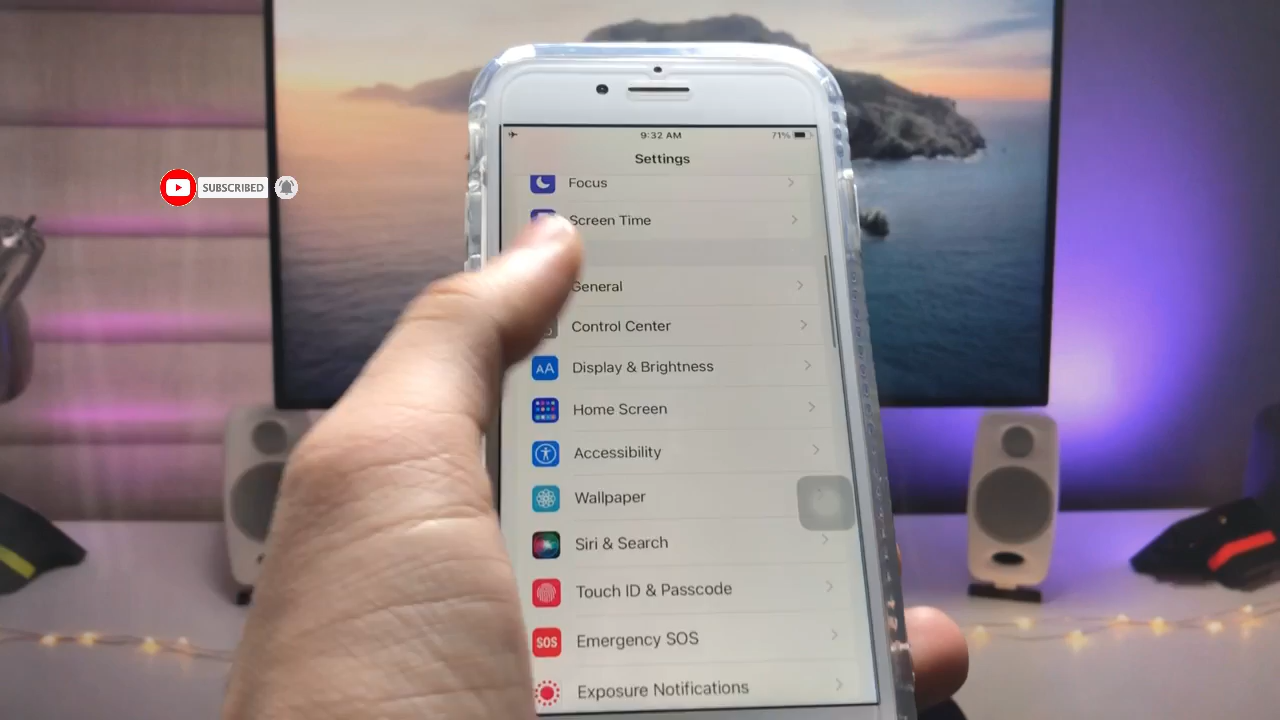 9:32 AM
71%
Settings
Focus
Screen Time
SUBSCRIBED
General
Control Center
AA
Display & Brightness
Home Screen
Accessibility
Wallpaper
Siri & Search
Touch ID & Passcode
SOS
Emergency SOS
Exposure Notifications